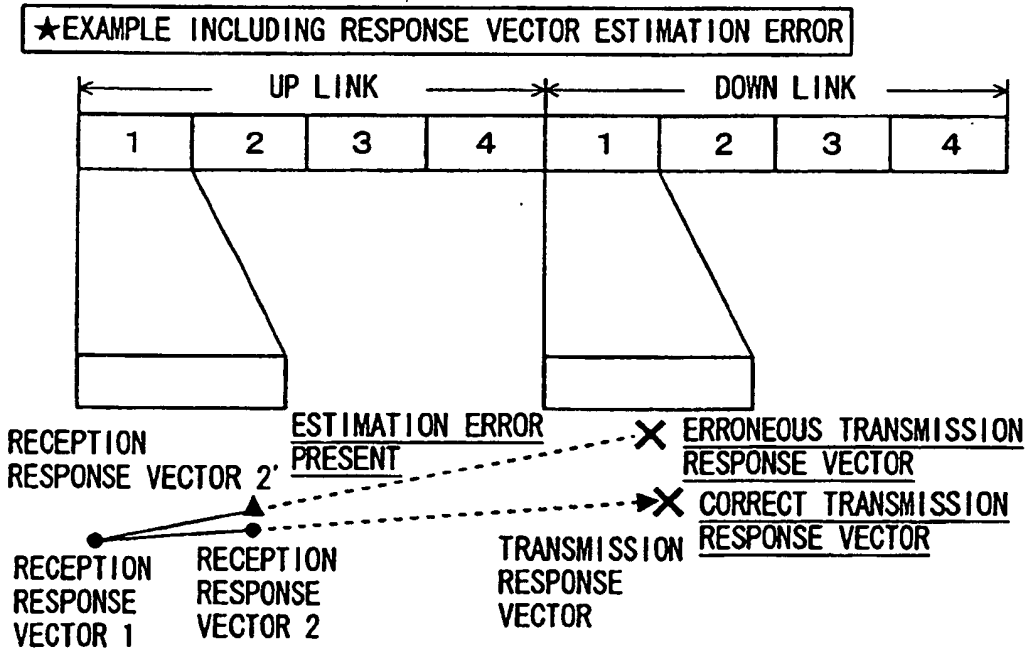 ★EXAMPLE INCLUDING RESPONSE VECTOR ESTIMATION ERROR
UP LINK
DOWN LINK
1 2 3 4 1 2 3 4
ESTIMATION ERROR
PRESENT
RECEPTION
RESPONSE VECTOR 2'
ERRONEOUS TRANSMISSION
RESPONSE VECTOR
CORRECT TRANSMISSION
RESPONSE VECTOR
RECEPTION
RESPONSE
VECTOR 1
RECEPTION
RESPONSE
VECTOR 2
TRANSMISSION
RESPONSE
VECTOR